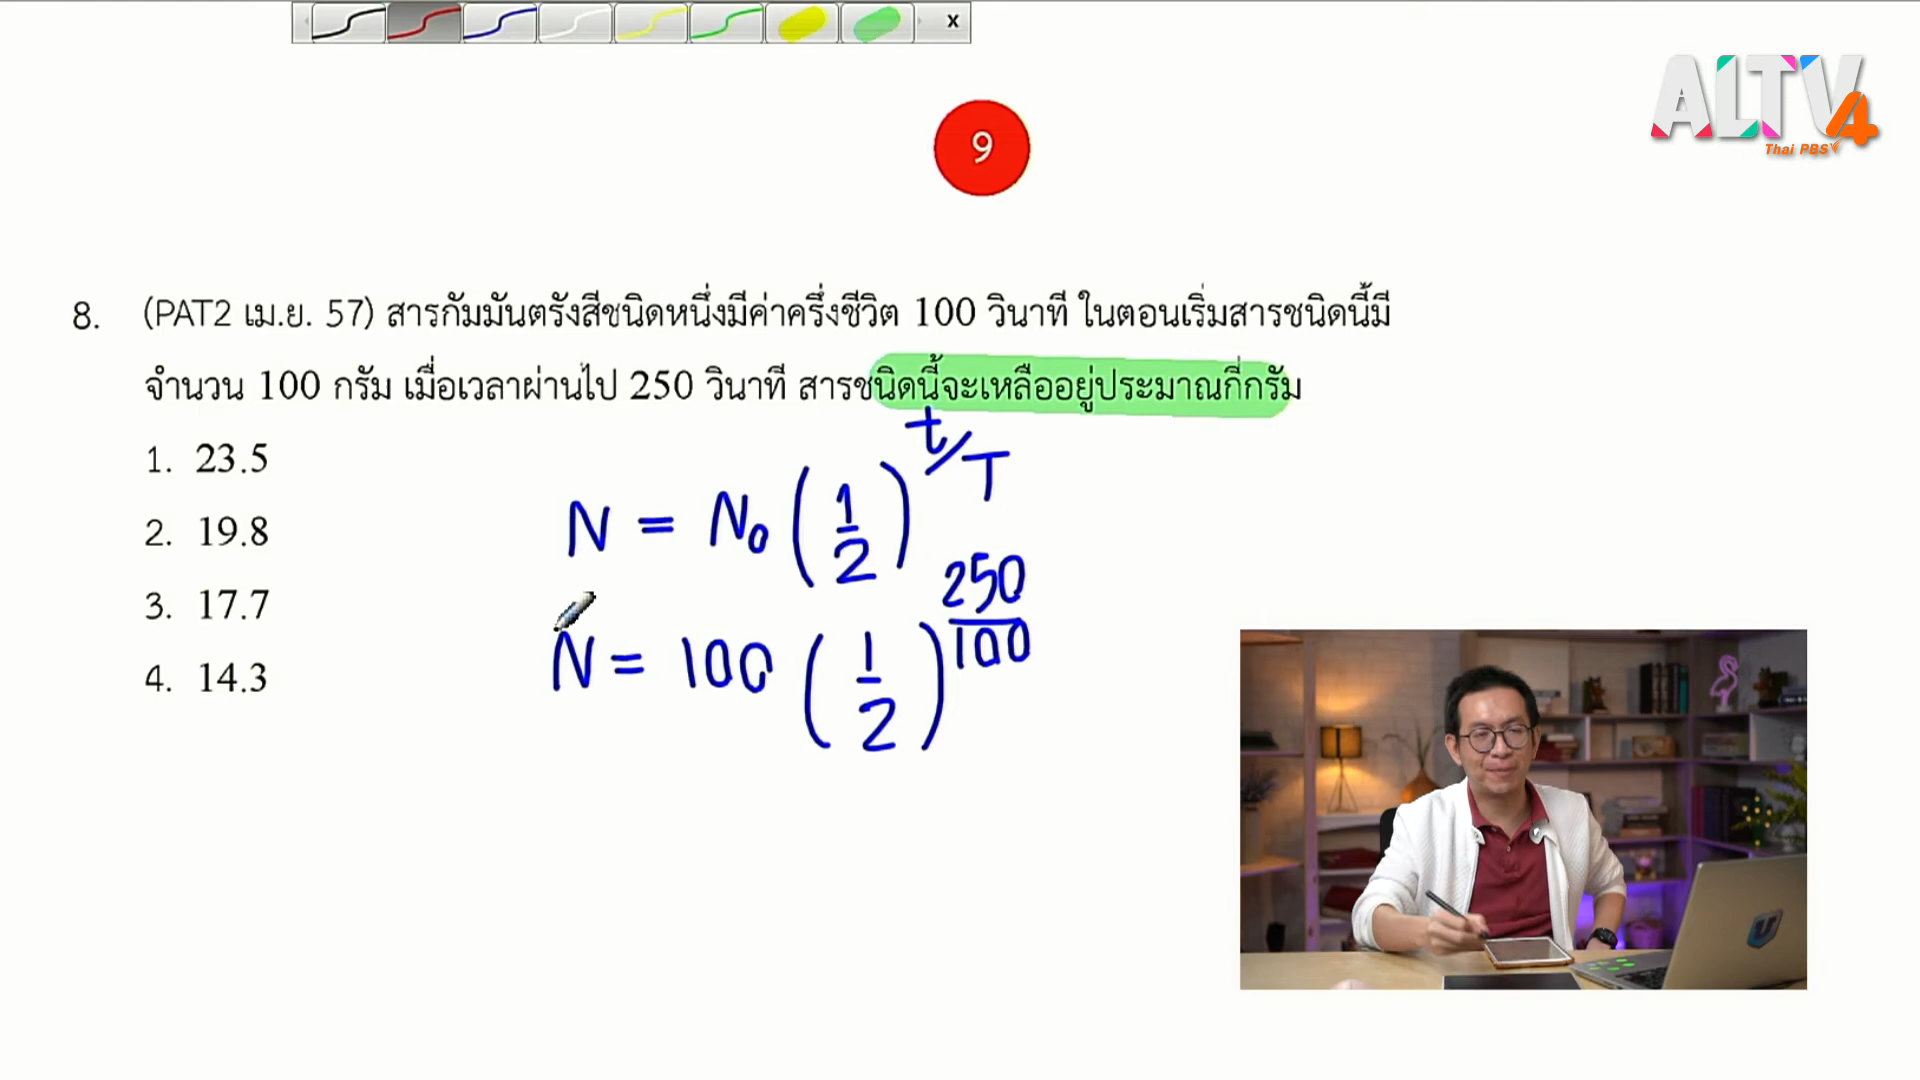 x
ALTV4
Thai PBS
9
8. (PAT2 เม.ย. 57) สารกัมมันตรังสีชนิดหนึ่งมีค่าครึ่งชีวิต 100 วินาที ในตอนเริ่มสารชนิดนี้มี
จำนวน 100 กรัม เมื่อเวลาผ่านไป 250 วินาที สารชนิดนี้จะเหลืออยู่ประมาณกี่กรัม
1. 23.5
2. 19.8
3. 17.7
4. 14.3
N = N₀ (1/2)^t/T
N = 100 (1/2)^250/100
U